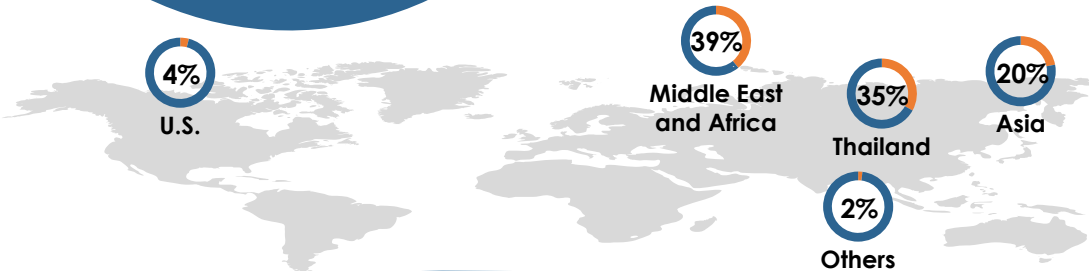 4%
U.S.
39%
Middle East
and Africa
35%
Thailand
20%
Asia
2%
Others